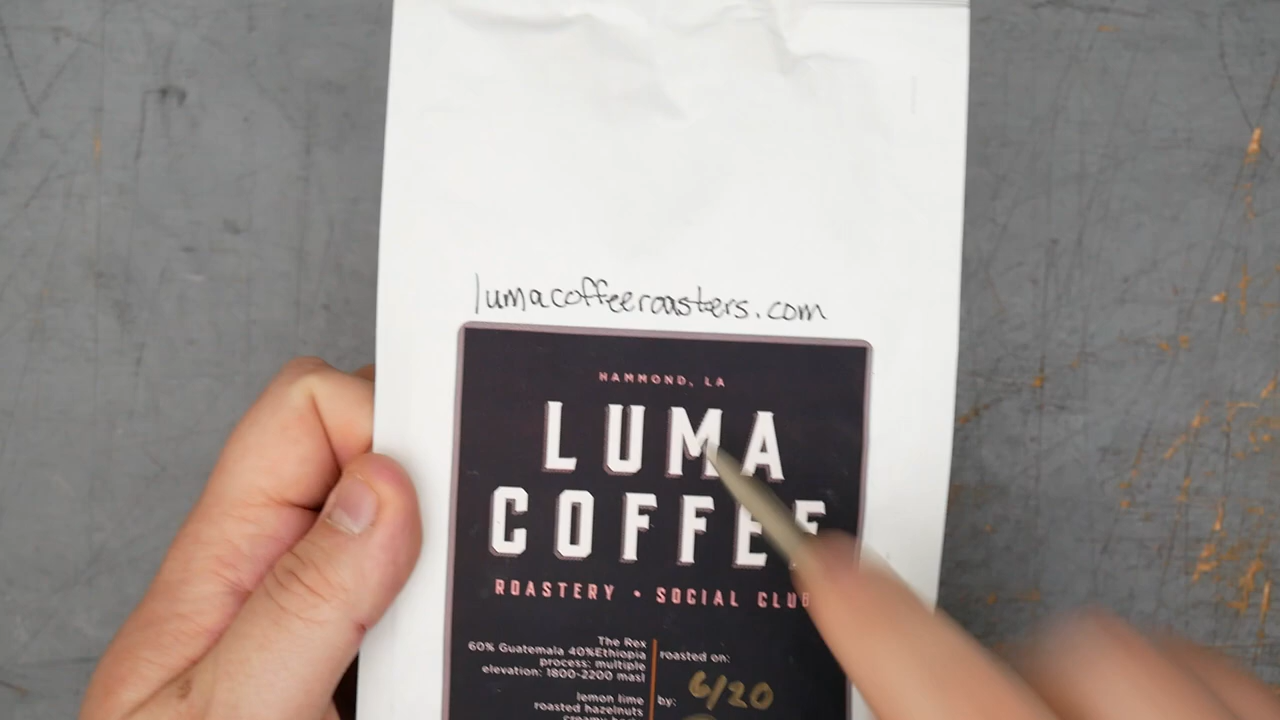 lumacoffeeroasters.com
HAMMOND, LA
LUMA
COFFEE
ROASTERY • SOCIAL CLUB
The Rex
60% Guatemala 40%Ethiopia
process: multiple
elevation: 1800-2200 masl
lemon lime
roasted hazelnuts
creamy
roasted on:
6/20
by: